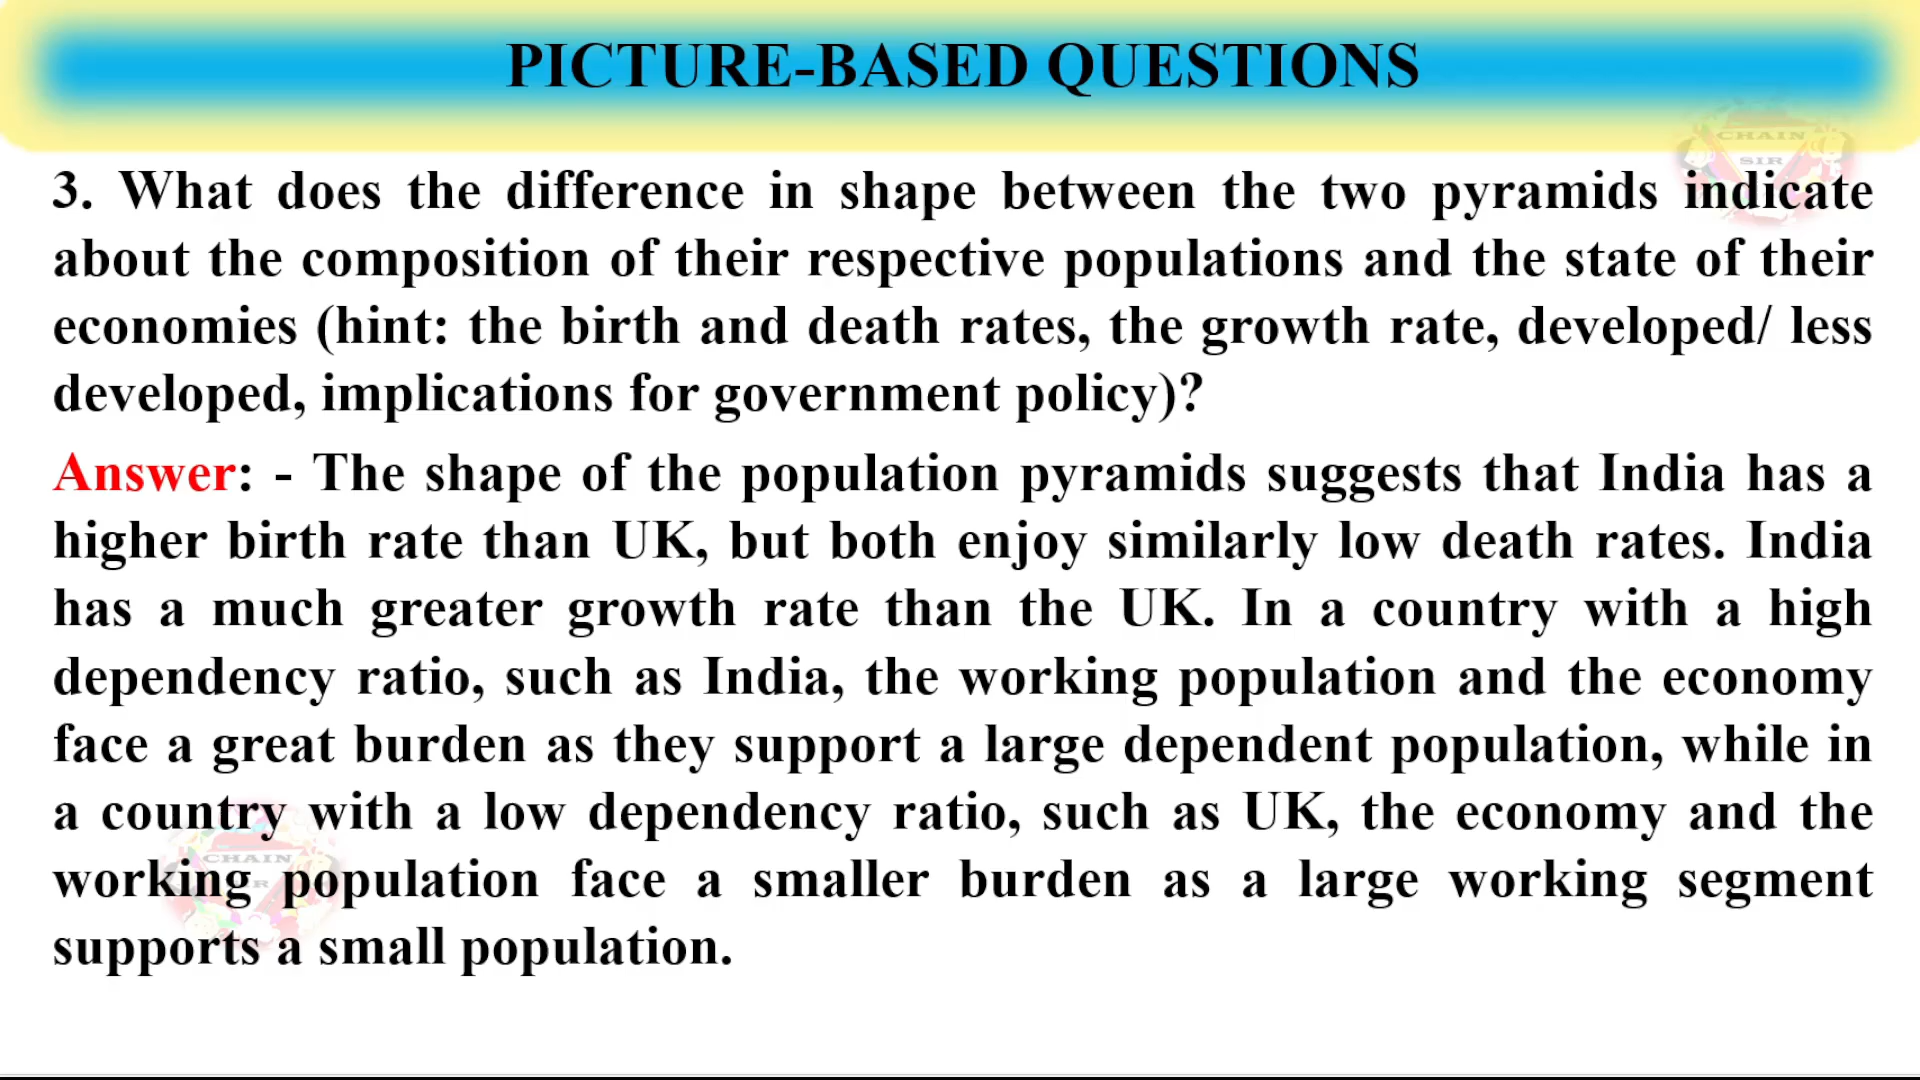 PICTURE-BASED QUESTIONS
CHAIN
SIR
3. What does the difference in shape between the two pyramids indicate
about the composition of their respective populations and the state of their
economies (hint: the birth and death rates, the growth rate, developed/ less
developed, implications for government policy)?
Answer: - The shape of the population pyramids suggests that India has a
higher birth rate than UK, but both enjoy similarly low death rates. India
has a much greater growth rate than the UK. In a country with a high
dependency ratio, such as India, the working population and the economy
face a great burden as they support a large dependent population, while in
a country with a low dependency ratio, such as UK, the economy and the
CHAIN
working population face a smaller burden as a large working segment
supports a small population.